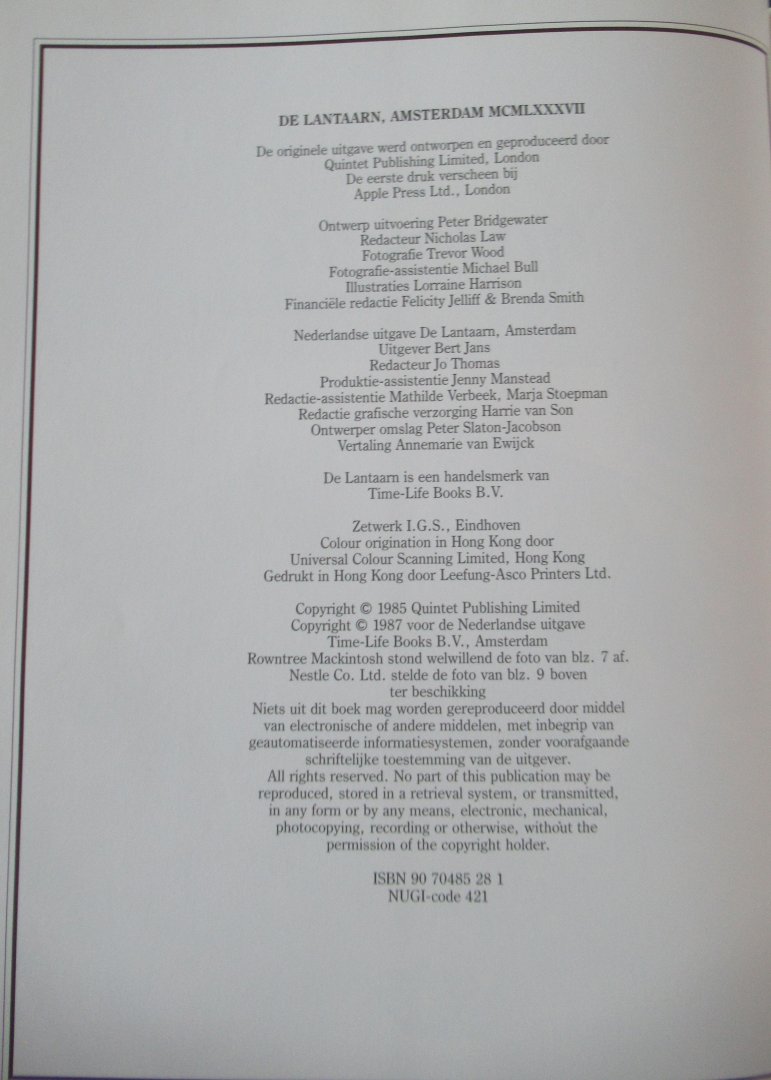 DE LANTAARN, AMSTERDAM MCMLXXXVII
De originele uitgave werd ontworpen en geproduceerd door
Quintet Publishing Limited, London
De eerste druk verscheen bij
Apple Press Ltd., London
Ontwerp uitvoering Peter Bridgewater
Redacteur Nicholas Law
Fotografie Trevor Wood
Fotografie-assistentie Michael Bull
Illustraties Lorraine Harrison
Financiële redactie Felicity Jelliff & Brenda Smith
Nederlandse uitgave De Lantaarn, Amsterdam
Uitgever Bert Jans
Redacteur Jo Thomas
Produktie-assistentie Jenny Manstead
Redactie-assistentie Mathilde Verbeek, Marja Stoepman
Redactie grafische verzorging Harrie van Son
Ontwerper omslag Peter Slaton-Jacobson
Vertaling Annemarie van Ewijck
De Lantaarn is een handelsmerk van
Time-Life Books B.V.
Zetwerk I.G.S., Eindhoven
Colour origination in Hong Kong door
Universal Colour Scanning Limited, Hong Kong
Gedrukt in Hong Kong door Leefung-Asco Printers Ltd.
Copyright © 1985 Quintet Publishing Limited
Copyright © 1987 voor de Nederlandse uitgave
Time-Life Books B.V., Amsterdam
Rowntree Mackintosh stond welwillend de foto van blz. 7 af.
Nestle Co. Ltd. stelde de foto van blz. 9 boven
ter beschikking
Niets uit dit boek mag worden gereproduceerd door middel
van electronische of andere middelen, met inbegrip van
geautomatiseerde informatiesystemen, zonder voorafgaande
schriftelijke toestemming van de uitgever.
All rights reserved. No part of this publication may be
reproduced, stored in a retrieval system, or transmitted,
in any form or by any means, electronic, mechanical,
photocopying, recording or otherwise, without the
permission of the copyright holder.
ISBN 90 70485 28 1
NUGI-code 421